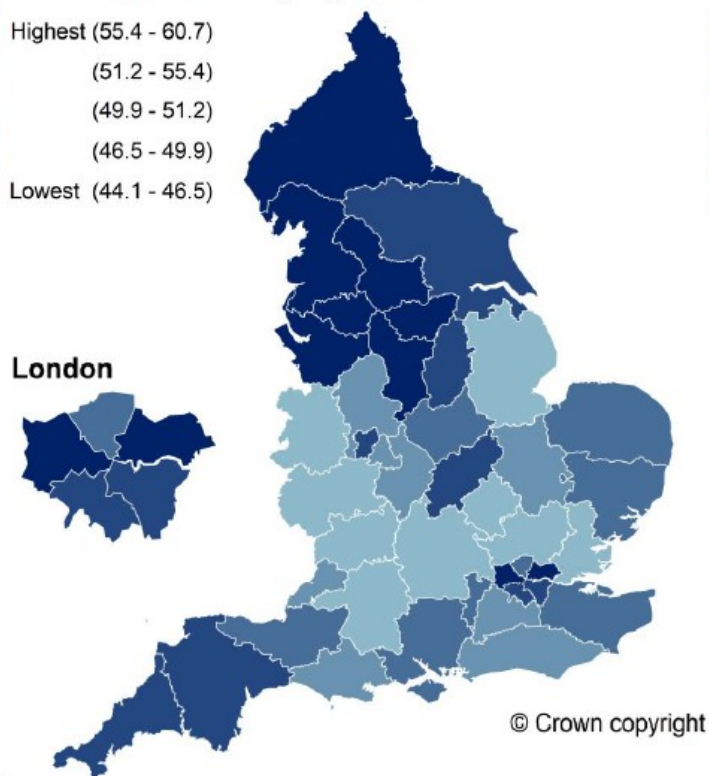 Highest (55.4 - 60.7)
(51.2 - 55.4)
(49.9 - 51.2)
(46.5 - 49.9)
Lowest (44.1 - 46.5)
London
© Crown copyright